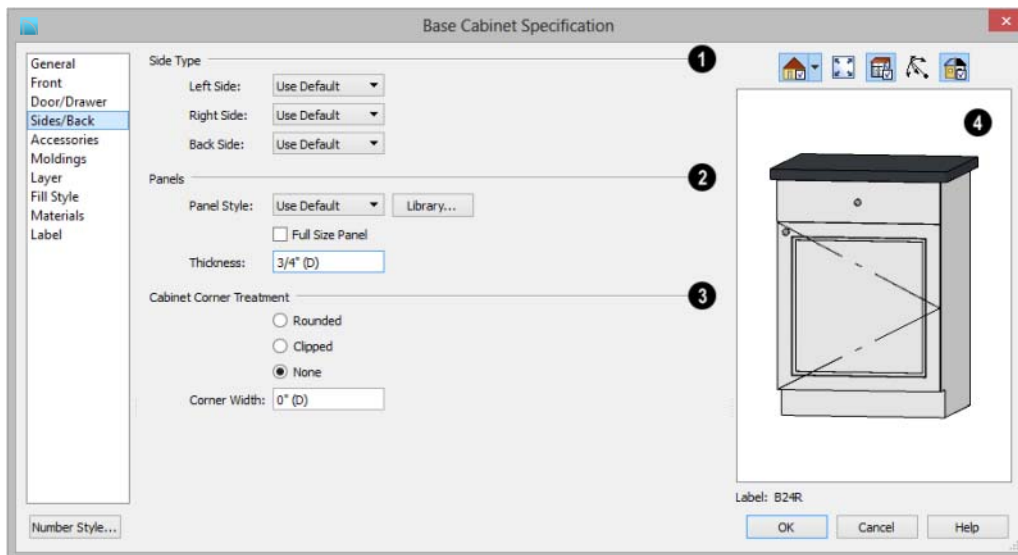 Base Cabinet Specification
General
Front
Door/Drawer
Sides/Back
Accessories
Moldings
Layer
Fill Style
Materials
Label
Number Style...
Side Type 1
Left Side: Use Default
Right Side: Use Default
Back Side: Use Default
Panels 2
Panel Style: Use Default Library...
Full Size Panel
Thickness: 3/4" (D)
Cabinet Corner Treatment 3
Rounded
Clipped
None
Corner Width: 0" (D)
4
Label: B24R
OK Cancel Help